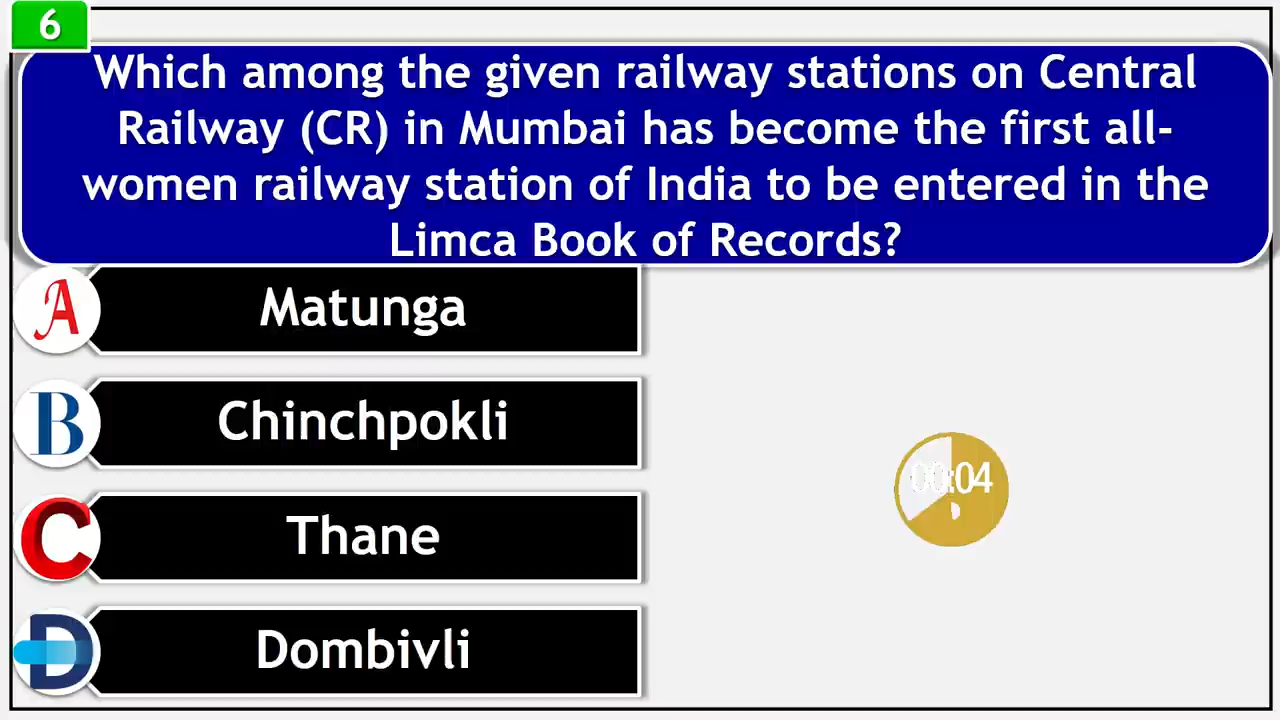 6
Which among the given railway stations on Central
Railway (CR) in Mumbai has become the first all-
women railway station of India to be entered in the
Limca Book of Records?
A Matunga
B Chinchpokli
00:04
C Thane
D Dombivli